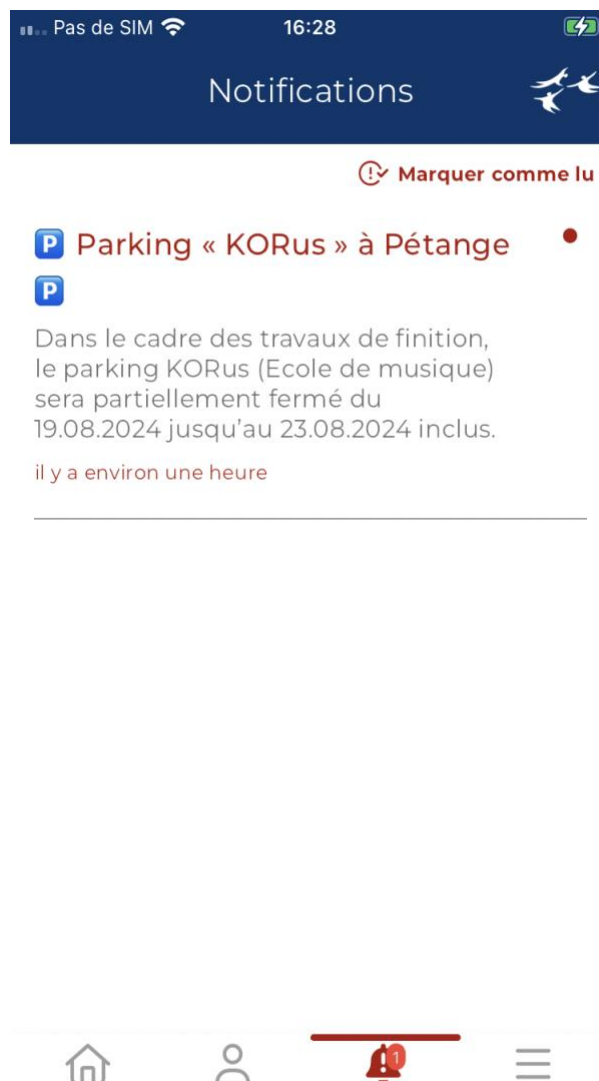 Pas de SIM 16:28
Notifications
Marquer comme lu
🅿️ Parking « KORus » à Pétange
🅿️
Dans le cadre des travaux de finition,
le parking KORus (Ecole de musique)
sera partiellement fermé du
19.08.2024 jusqu'au 23.08.2024 inclus.
il y a environ une heure
1